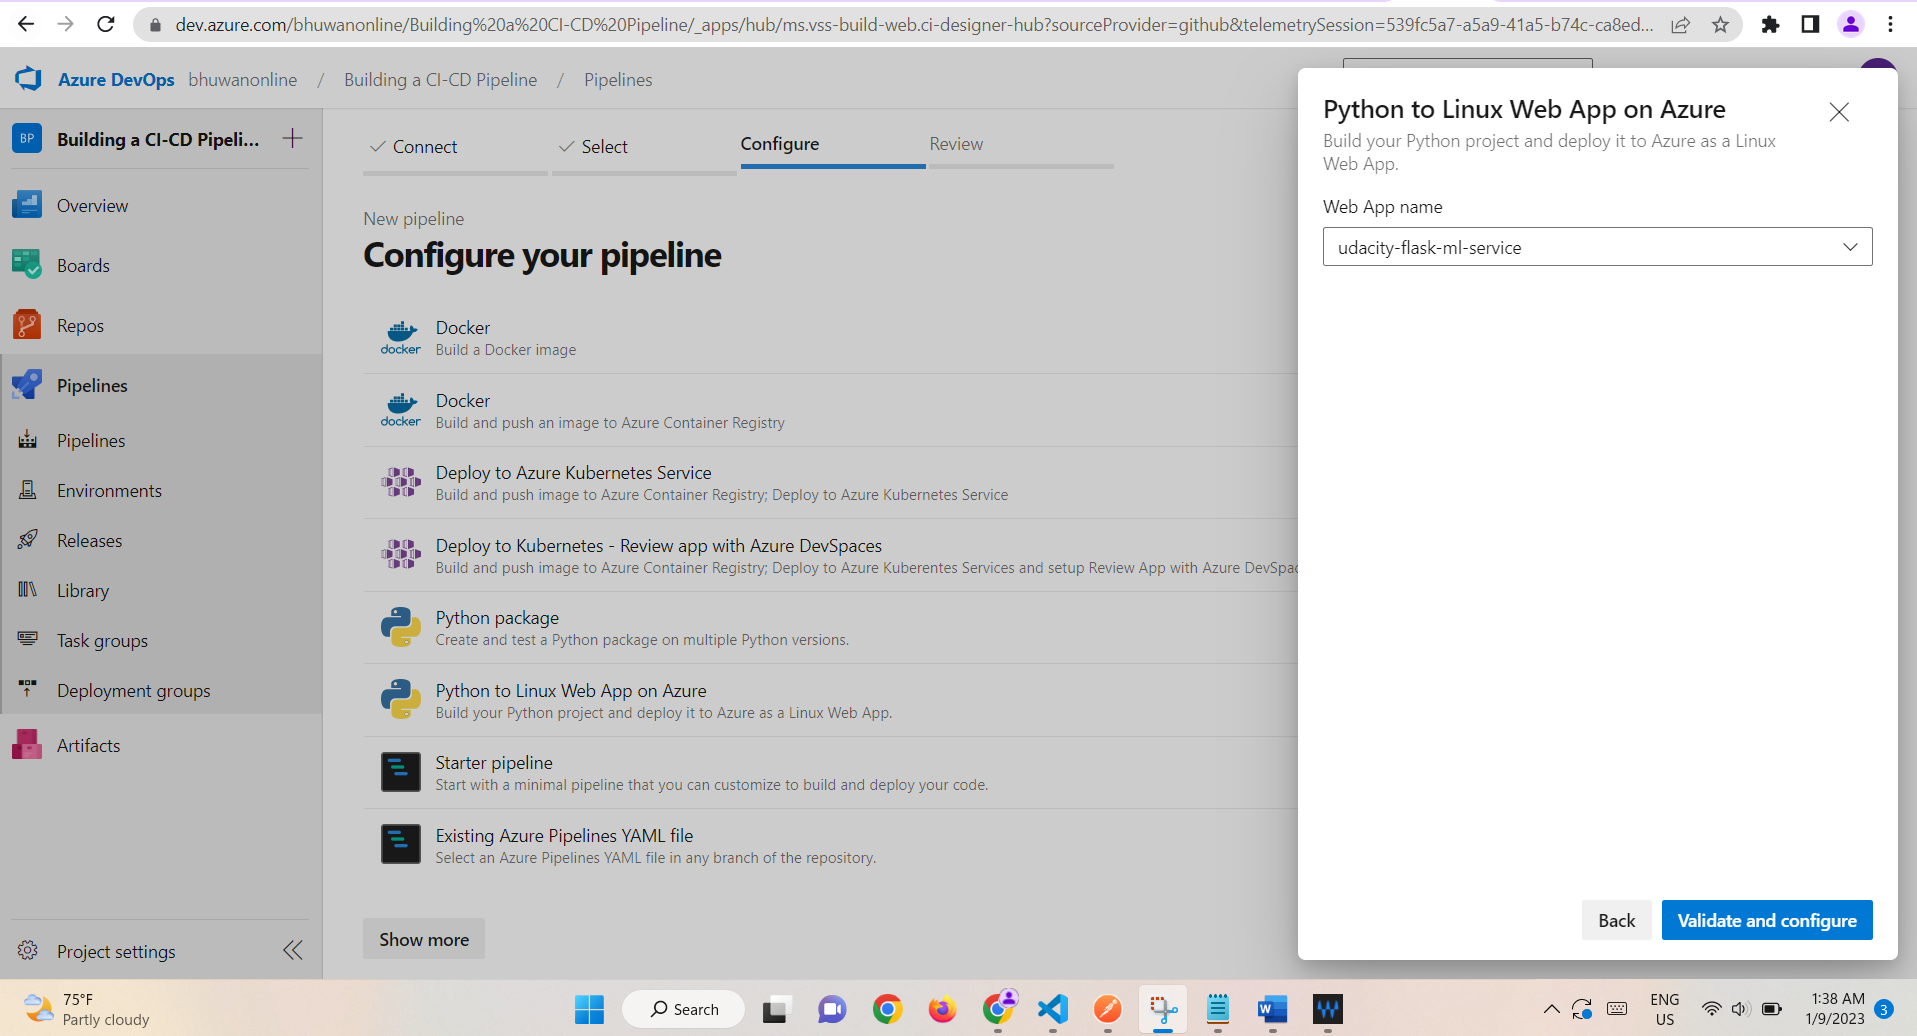 dev.azure.com/bhuwanonline/Building%20a%20CI-CD%20Pipeline/_apps/hub/ms.vss-build-web.ci-designer-hub?sourceProvider=github&telemetrySession=539fc5a7-a5a9-41a5-b74c-ca8ed...
Azure DevOps bhuwanonline / Building a CI-CD Pipeline / Pipelines
BP Building a CI-CD Pipeli...
Overview
Boards
Repos
Pipelines
Pipelines
Environments
Releases
Library
Task groups
Deployment groups
Artifacts
Project settings
Connect Select Configure Review
New pipeline
Configure your pipeline
docker
Docker
Build a Docker image
docker
Docker
Build and push an image to Azure Container Registry
Deploy to Azure Kubernetes Service
Build and push image to Azure Container Registry; Deploy to Azure Kubernetes Service
Deploy to Kubernetes - Review app with Azure DevSpaces
Build and push image to Azure Container Registry; Deploy to Azure Kuberentes Services and setup Review App with Azure DevSpac
Python package
Create and test a Python package on multiple Python versions.
Python to Linux Web App on Azure
Build your Python project and deploy it to Azure as a Linux Web App.
Starter pipeline
Start with a minimal pipeline that you can customize to build and deploy your code.
Existing Azure Pipelines YAML file
Select an Azure Pipelines YAML file in any branch of the repository.
Show more
Python to Linux Web App on Azure
Build your Python project and deploy it to Azure as a Linux
Web App.
Web App name
udacity-flask-ml-service
Back Validate and configure
75°F
Partly cloudy
Search
ENG
US
1:38 AM
1/9/2023
3